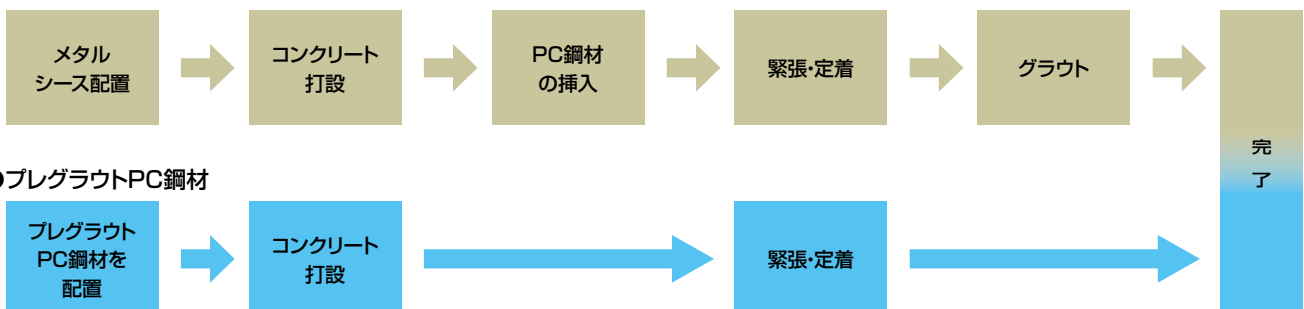 メタル
シース配置
コンクリート
打設
PC鋼材
の挿入
緊張・定着
グラウト
完
了
●プレグラウトPC鋼材
プレグラウト
PC鋼材を
配置
コンクリート
打設
緊張・定着